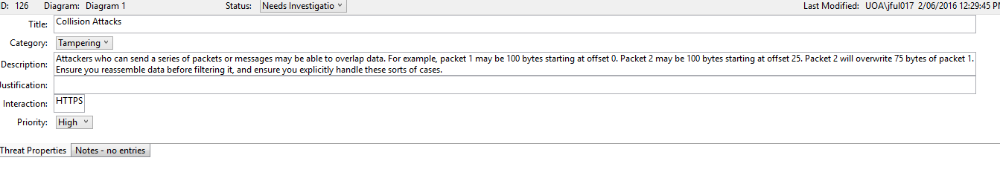 ID: 126 Diagram: Diagram 1 Status: Needs Investigatio Last Modified: UOA\jful017 2/06/2016 12:29:45 PM
Title: Collision Attacks
Category: Tampering
Description: Attackers who can send a series of packets or messages may be able to overlap data. For example, packet 1 may be 100 bytes starting at offset 0. Packet 2 may be 100 bytes starting at offset 25. Packet 2 will overwrite 75 bytes of packet 1.
Ensure you reassemble data before filtering it, and ensure you explicitly handle these sorts of cases.
Justification:
Interaction: HTTPS
Priority: High
Threat Properties Notes - no entries